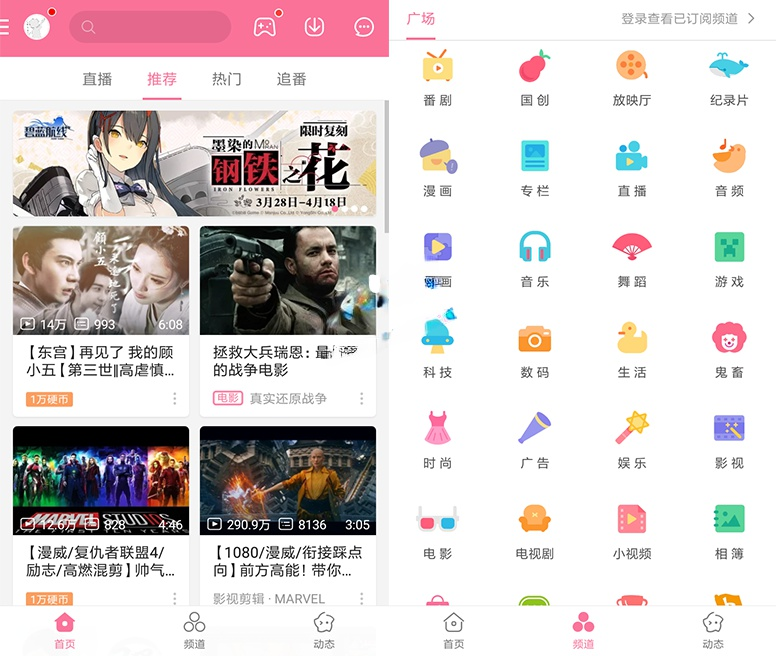 直播
推荐
热门
追番
碧蓝航线
限时复刻
墨染的
钢铁之花
IRON FLOWERS
3月28日-4月18日
顾小五
14万
993
6:08
【东宫】再见了 我的顾
小五【第三世‖高虐慎...
1万硬币
拯救大兵瑞恩:
的战争电影
电影
真实还原战争
MARVEL STUDIOS
12.6万
828
4:46
【漫威/复仇者联盟4/
励志/高燃混剪】帅气...
1万硬币
290.9万
8136
3:05
【1080/漫威/衔接踩点
向】前方高能！带你...
影视剪辑 · MARVEL
首页
频道
动态
广场
登录查看已订阅频道
番剧
国创
放映厅
纪录片
漫画
专栏
直播
音频
画
音乐
舞蹈
游戏
科技
数码
生活
鬼畜
时尚
广告
娱乐
影视
电影
电视剧
小视频
相簿
首页
频道
动态